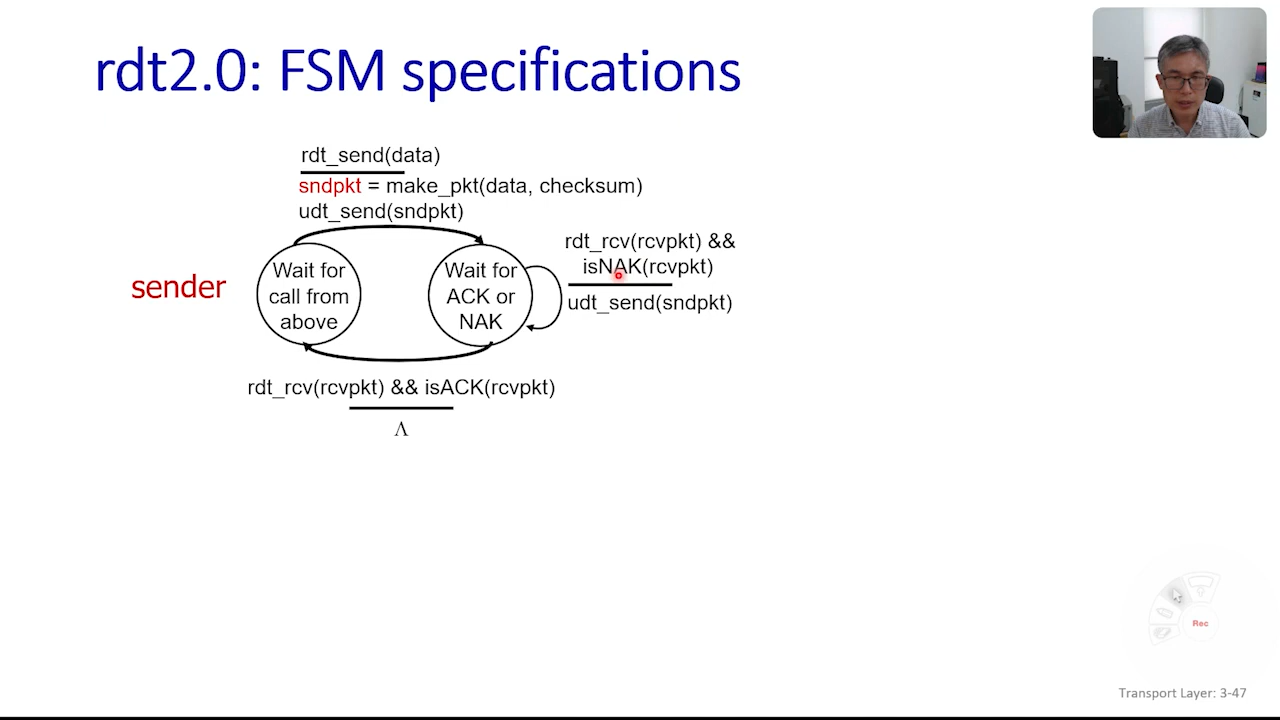 rdt2.0: FSM specifications
rdt_send(data)
sndpkt = make_pkt(data, checksum)
udt_send(sndpkt)
rdt_rcv(rcvpkt) &&
isNAK(rcvpkt)
udt_send(sndpkt)
sender
Wait for
call from
above
Wait for
ACK or
NAK
rdt_rcv(rcvpkt) && isACK(rcvpkt)
Λ
Rec
Transport Layer: 3-47